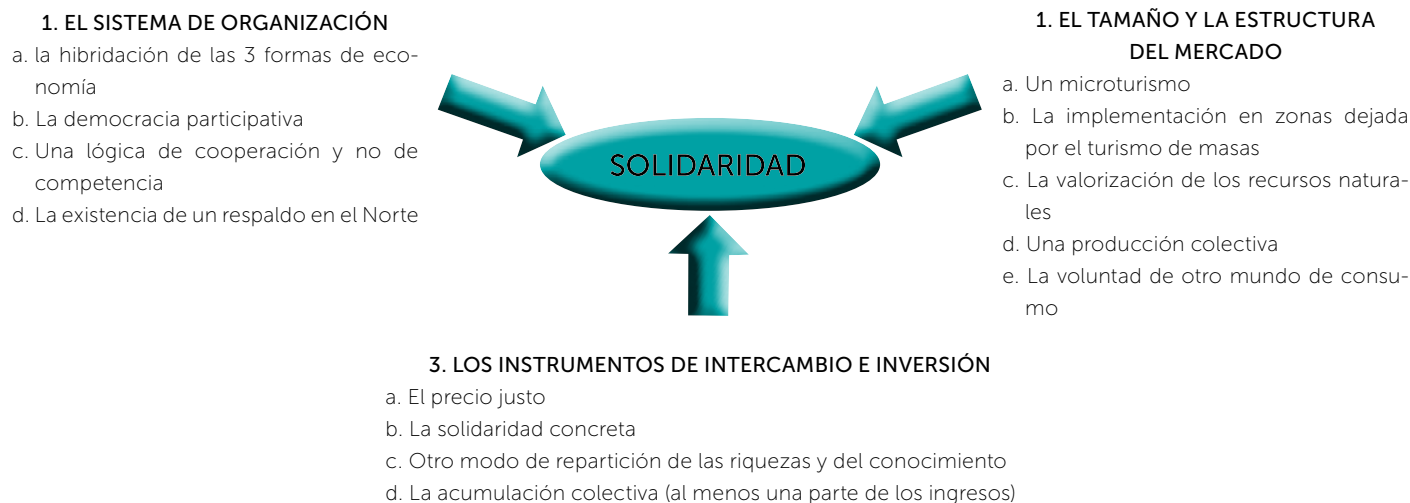 1. EL SISTEMA DE ORGANIZACIÓN
a. la hibridación de las 3 formas de eco-
nomía
b. La democracia participativa
c. Una lógica de cooperación y no de
competencia
d. La existencia de un respaldo en el Norte
SOLIDARIDAD
1. EL TAMAÑO Y LA ESTRUCTURA
DEL MERCADO
a. Un microturismo
b. La implementación en zonas dejada
por el turismo de masas
c. La valorización de los recursos natura-
les
d. Una producción colectiva
e. La voluntad de otro mundo de consu-
mo
3. LOS INSTRUMENTOS DE INTERCAMBIO E INVERSIÓN
a. El precio justo
b. La solidaridad concreta
c. Otro modo de repartición de las riquezas y del conocimiento
d. La acumulación colectiva (al menos una parte de los ingresos)